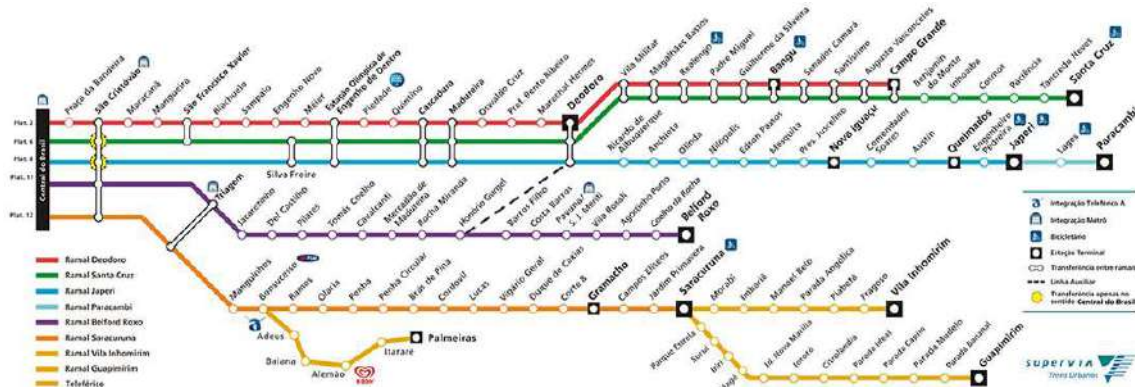 Praça da Bandeira
São Cristóvão
Maracanã
Mangueira
São Francisco Xavier
Riachuelo
Sampaio
Engenho Novo
Méier
Estação Olímpica de
Engenho de Dentro
Piedade
Quintino
Cascadura
Madureira
Osvaldo Cruz
Pref. Bento Ribeiro
Marechal Hermes
Deodoro
Vila Militar
Magalhães Bastos
Realengo
Padre Miguel
Guilherme da Silveira
Bangu
Senador Camará
Santíssimo
Augusto Vasconceles
Campo Grande
Benjamin
do Monte
Inhoaíba
Cosmos
Paciência
Tancredo Neves
Santa Cruz
Central do Brasil
Plat. 2
Plat. 6
Plat. 8
Plat. 11
Plat. 12
Silva Freire
Ricardo de
Albuquerque
Anchieta
Olinda
Nilópolis
Edson Passos
Mesquita
Pres. Juscelino
Nova Iguaçu
Comendador
Soares
Austin
Queimados
Engenheiro
Pedreira
Japeri
Lages
Paracambi
Triagem
Jacarezinho
Del Castilho
Pilares
Tomás Coelho
Cavalcanti
Mercadão de
Madureira
Rocha Miranda
Honório Gurgel
Barros Filho
Costa Barros
Pavuna/
S. J. Meriti
Vila Rosali
Agostinho Porto
Coelho da Rocha
Belford
Roxo
Manguinhos
Bonsucesso
Ramos
Olaria
Penha
Penha Circular
Brás de Pina
Cordovil
Lucas
Vigário Geral
Duque de Caxias
Corte 8
Gramacho
Campos Elíseos
Jardim Primavera
Saracuruna
Morabi
Imbariê
Manoel Belo
Parada Angélica
Piabetá
Fragoso
Vila Inhomirim
Adeus
Baiana
Alemão
Itararé
Palmeiras
Parque Estrela
Suruí
Iriri
Magé
Jd. Nova Marília
Iconha
Citrolândia
Parada Ideal
Parada Modelo
Parada Bananal
Guapimirim
Ramal Deodoro
Ramal Santa Cruz
Ramal Japeri
Ramal Paracambi
Ramal Belford Roxo
Ramal Saracuruna
Ramal Vila Inhomirim
Ramal Guapimirim
Teleférico
Integração Teleférico A
Integração Metrô
Bicicletário
Estação Terminal
Transferência entre ramais
Linha Auxiliar
Transferência apenas no
sentido Central do Brasil
SuperVia
Trens Urbanos